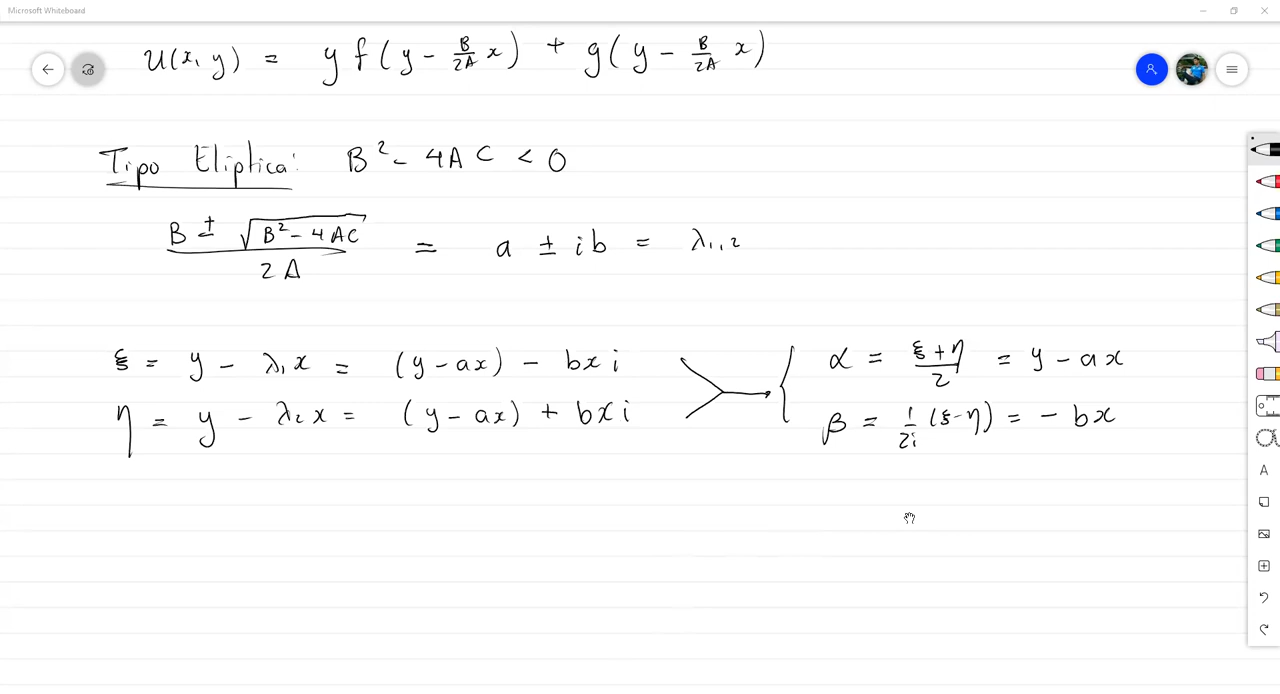 Microsoft Whiteboard
u(x, y) = y f(y - B/2A x) + g(y - B/2A x)
Tipo Eliptica: B² - 4AC < 0
(B ± √(B² - 4AC)) / 2A = a ± ib = λ₁,₂
ξ = y - λ₁x = (y - ax) - bxi
η = y - λ₂x = (y - ax) + bxi
α = (ξ + η)/2 = y - ax
β = 1/2i (ξ - η) = - bx
A